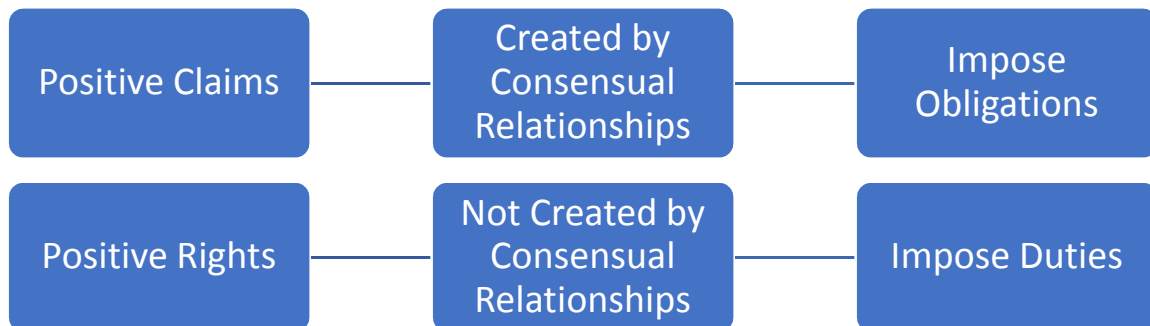 Positive Claims
Created by
Consensual
Relationships
Impose
Obligations
Positive Rights
Not Created by
Consensual
Relationships
Impose Duties